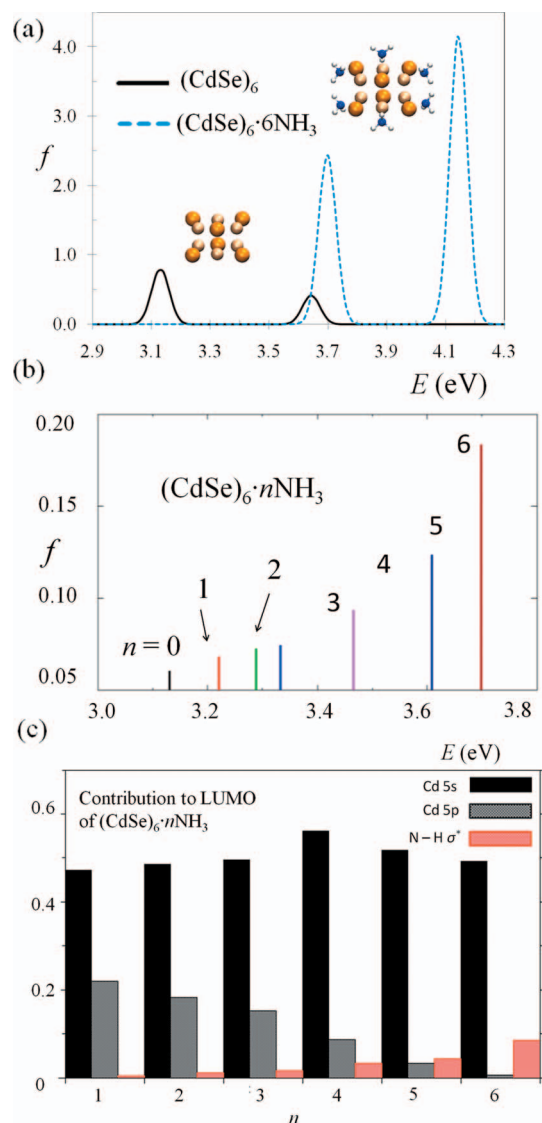 (a)
4.0
3.0
2.0
1.0
0.0
f
(CdSe)₆
(CdSe)₆·6NH₃
2.9 3.1 3.3 3.5 3.7 3.9 4.1 4.3
E (eV)
(b)
0.20
0.15
0.10
0.05
f
(CdSe)₆·nNH₃
n = 0
1
2
3
4
5
6
3.0 3.2 3.4 3.6 3.8
E (eV)
(c)
Contribution to LUMO
of (CdSe)₆·nNH₃
Cd 5s
Cd 5p
N – H σ*
0.6
0.4
0.2
0
1 2 3 4 5 6
n